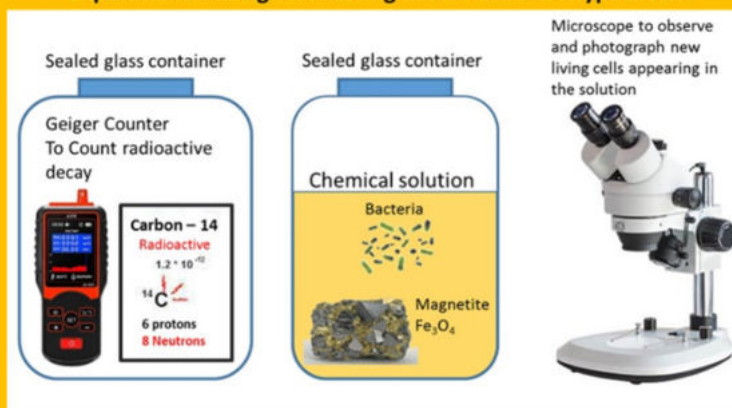 Sealed glass container
Geiger Counter
To Count radioactive
decay
Carbon – 14
Radioactive
1.2 * 10⁻¹²
¹⁴C
6 protons
8 Neutrons
Sealed glass container
Chemical solution
Bacteria
Magnetite
Fe₃O₄
Microscope to observe
and photograph new
living cells appearing in
the solution